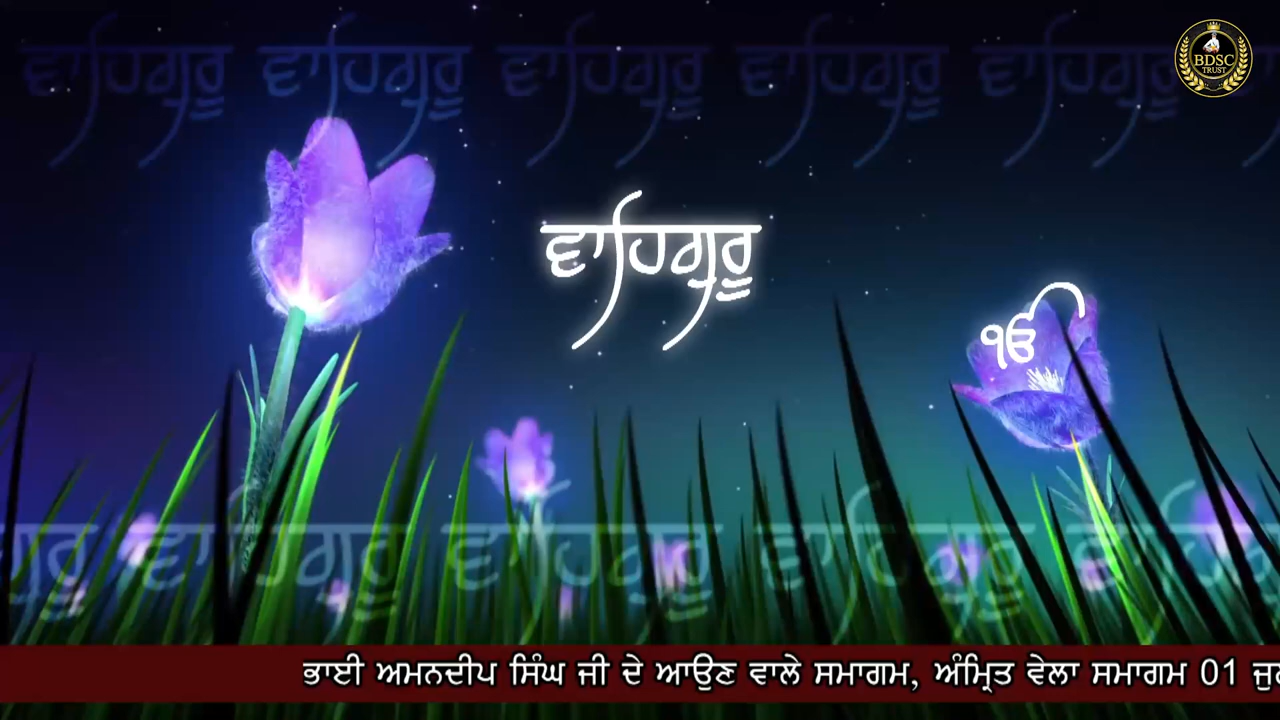 ਵਾਹਿਗੁਰੂ ਵਾਹਿਗੁਰੂ ਵਾਹਿਗੁਰੂ ਵਾਹਿਗੁਰੂ ਵਾਹਿਗੁਰੂ
BDSC
TRUST
ਵਾਹਿਗੁਰੂ
ੴ
ਵਾਹਿਗੁਰੂ ਵਾਹਿਗੁਰੂ ਵਾਹਿਗੁਰੂ
ਭਾਈ ਅਮਨਦੀਪ ਸਿੰਘ ਜੀ ਦੇ ਆਉਣ ਵਾਲੇ ਸਮਾਗਮ, ਅੰਮ੍ਰਿਤ ਵੇਲਾ ਸਮਾਗਮ 01